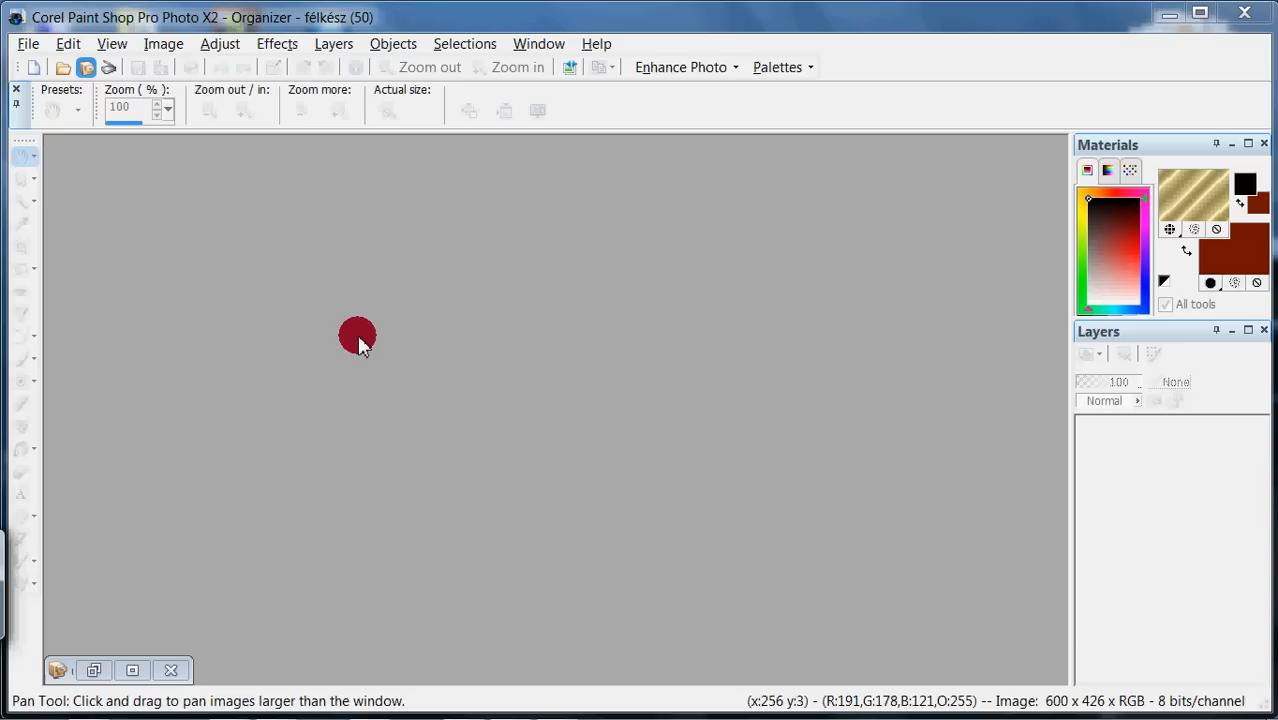 Corel Paint Shop Pro Photo X2 - Organizer - félkész (50)
File Edit View Image Adjust Effects Layers Objects Selections Window Help
Zoom out Zoom in Enhance Photo Palettes
Presets: Zoom ( % ): Zoom out / in: Zoom more: Actual size:
100
Materials
All tools
Layers
100 None
Normal
Pan Tool: Click and drag to pan images larger than the window.
(x:256 y:3) - (R:191,G:178,B:121,O:255) -- Image: 600 x 426 x RGB - 8 bits/channel